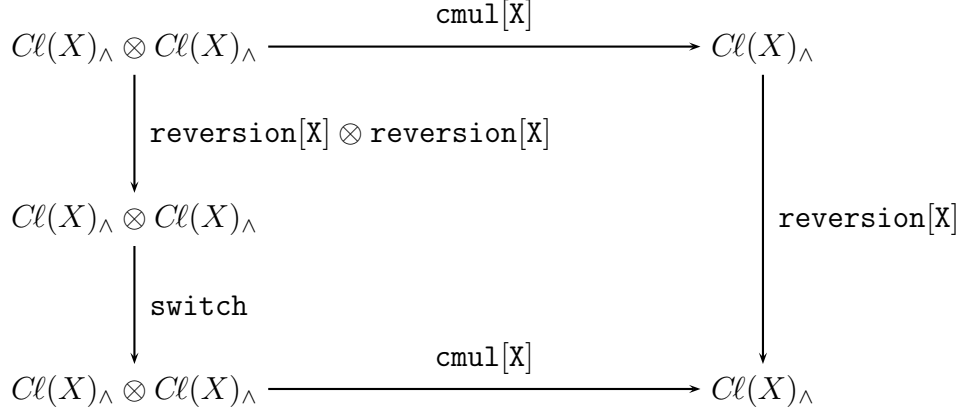 cmul[X]
Cℓ(X)∧ ⊗ Cℓ(X)∧ Cℓ(X)∧
reversion[X] ⊗ reversion[X]
Cℓ(X)∧ ⊗ Cℓ(X)∧ reversion[X]
switch
cmul[X]
Cℓ(X)∧ ⊗ Cℓ(X)∧ Cℓ(X)∧